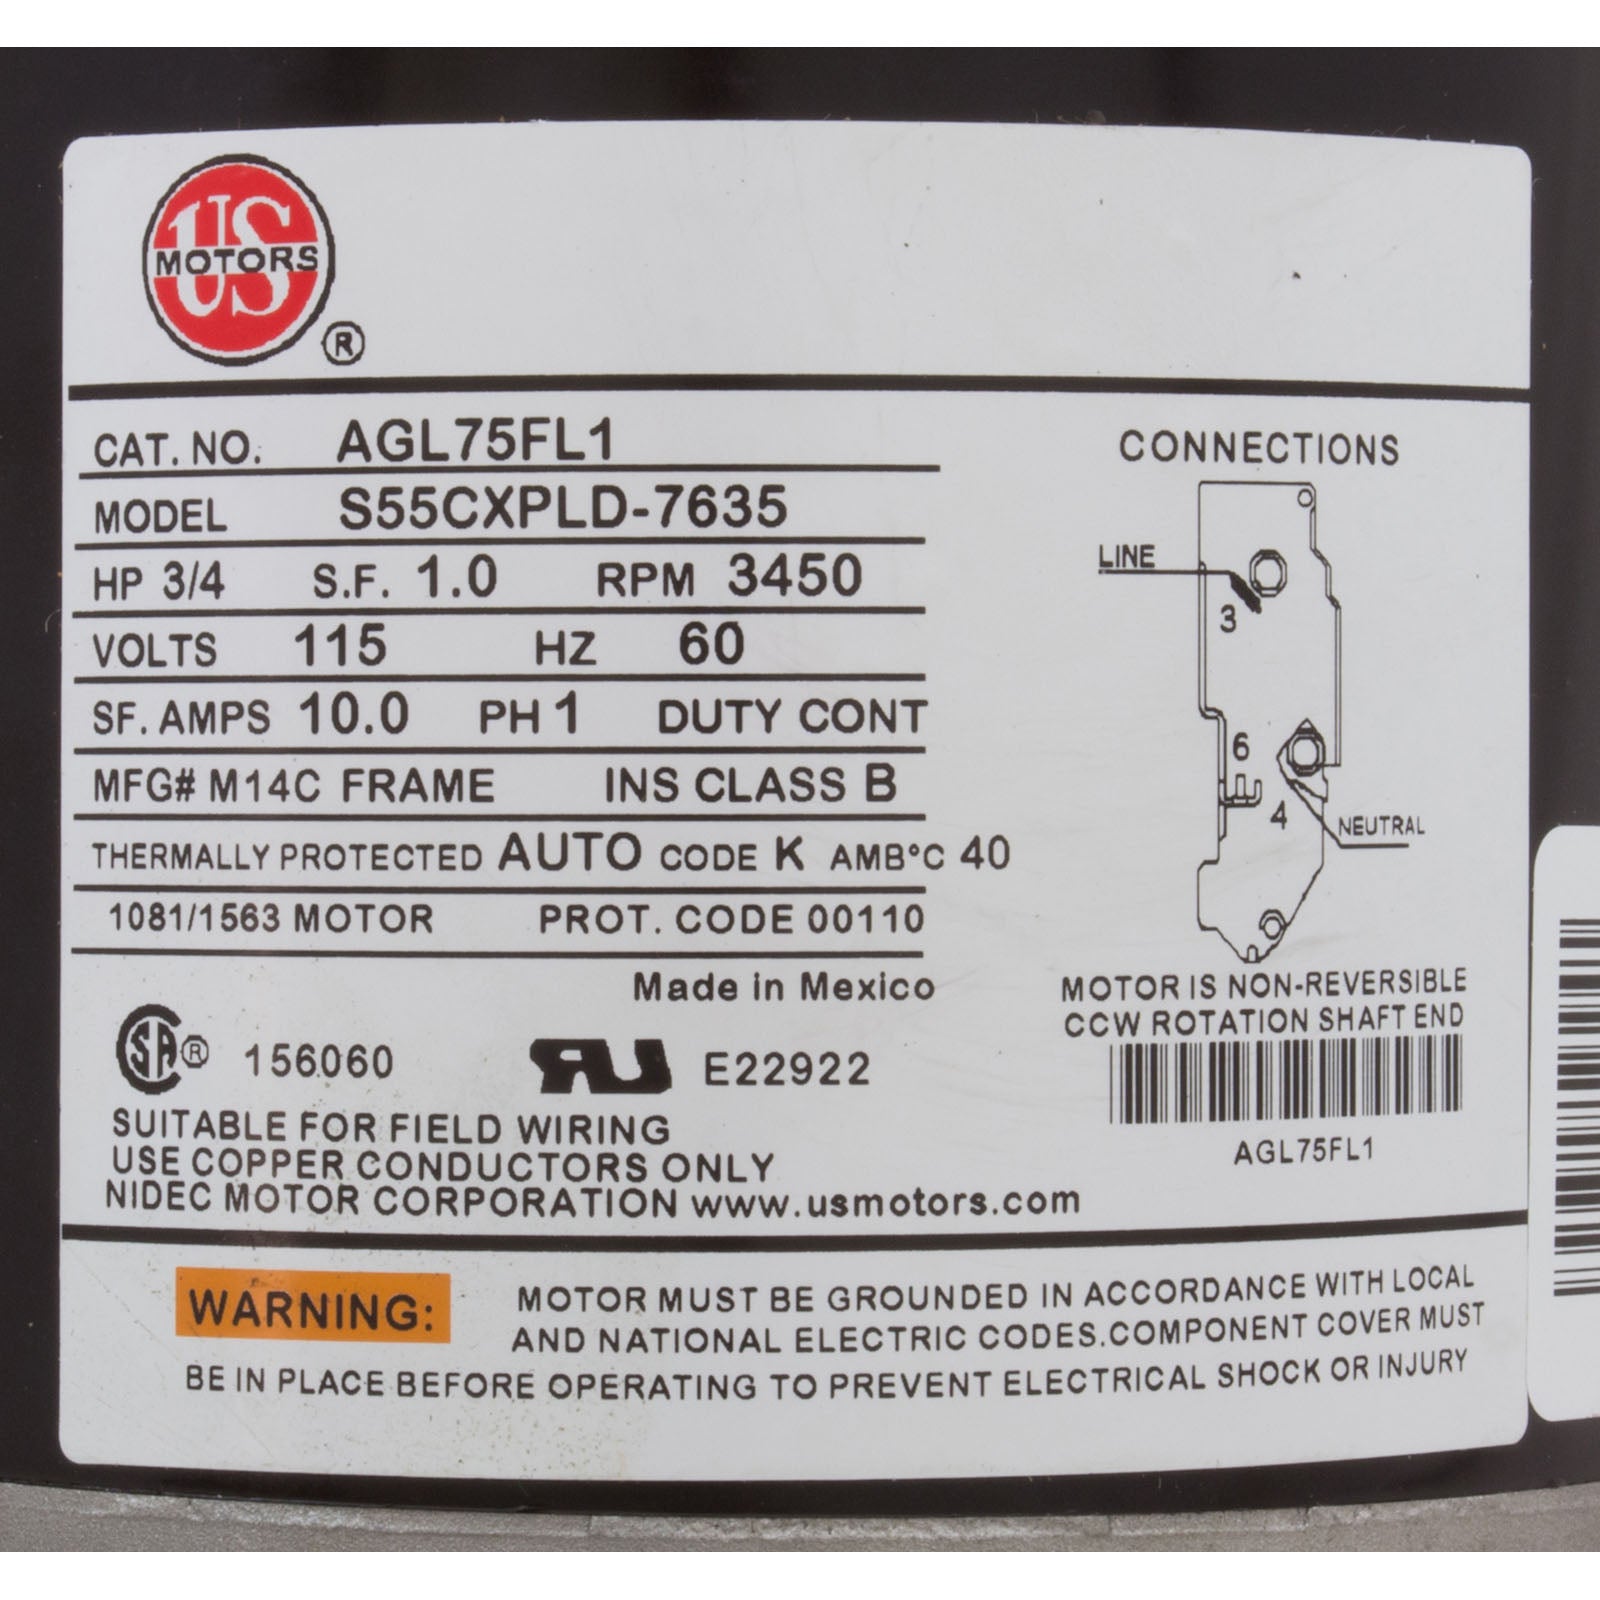 US
MOTORS
®
CAT. NO. AGL75FL1
MODEL S55CXPLD-7635
HP 3/4 S.F. 1.0 RPM 3450
VOLTS 115 HZ 60
SF. AMPS 10.0 PH 1 DUTY CONT
MFG# M14C FRAME INS CLASS B
THERMALLY PROTECTED AUTO CODE K AMB°C 40
1081/1563 MOTOR PROT. CODE 00110
Made in Mexico
SA® 156060 RU E22922
SUITABLE FOR FIELD WIRING
USE COPPER CONDUCTORS ONLY
NIDEC MOTOR CORPORATION www.usmotors.com
CONNECTIONS
LINE
3
6
4
NEUTRAL
MOTOR IS NON-REVERSIBLE
CCW ROTATION SHAFT END
AGL75FL1
WARNING: MOTOR MUST BE GROUNDED IN ACCORDANCE WITH LOCAL
AND NATIONAL ELECTRIC CODES.COMPONENT COVER MUST
BE IN PLACE BEFORE OPERATING TO PREVENT ELECTRICAL SHOCK OR INJURY